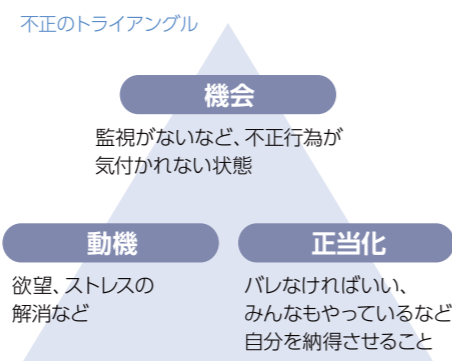 不正のトライアングル
機会
監視がないなど、不正行為が
気付かれない状態
動機
欲望、ストレスの
解消など
正当化
バレなければいい、
みんなもやっているなど
自分を納得させること